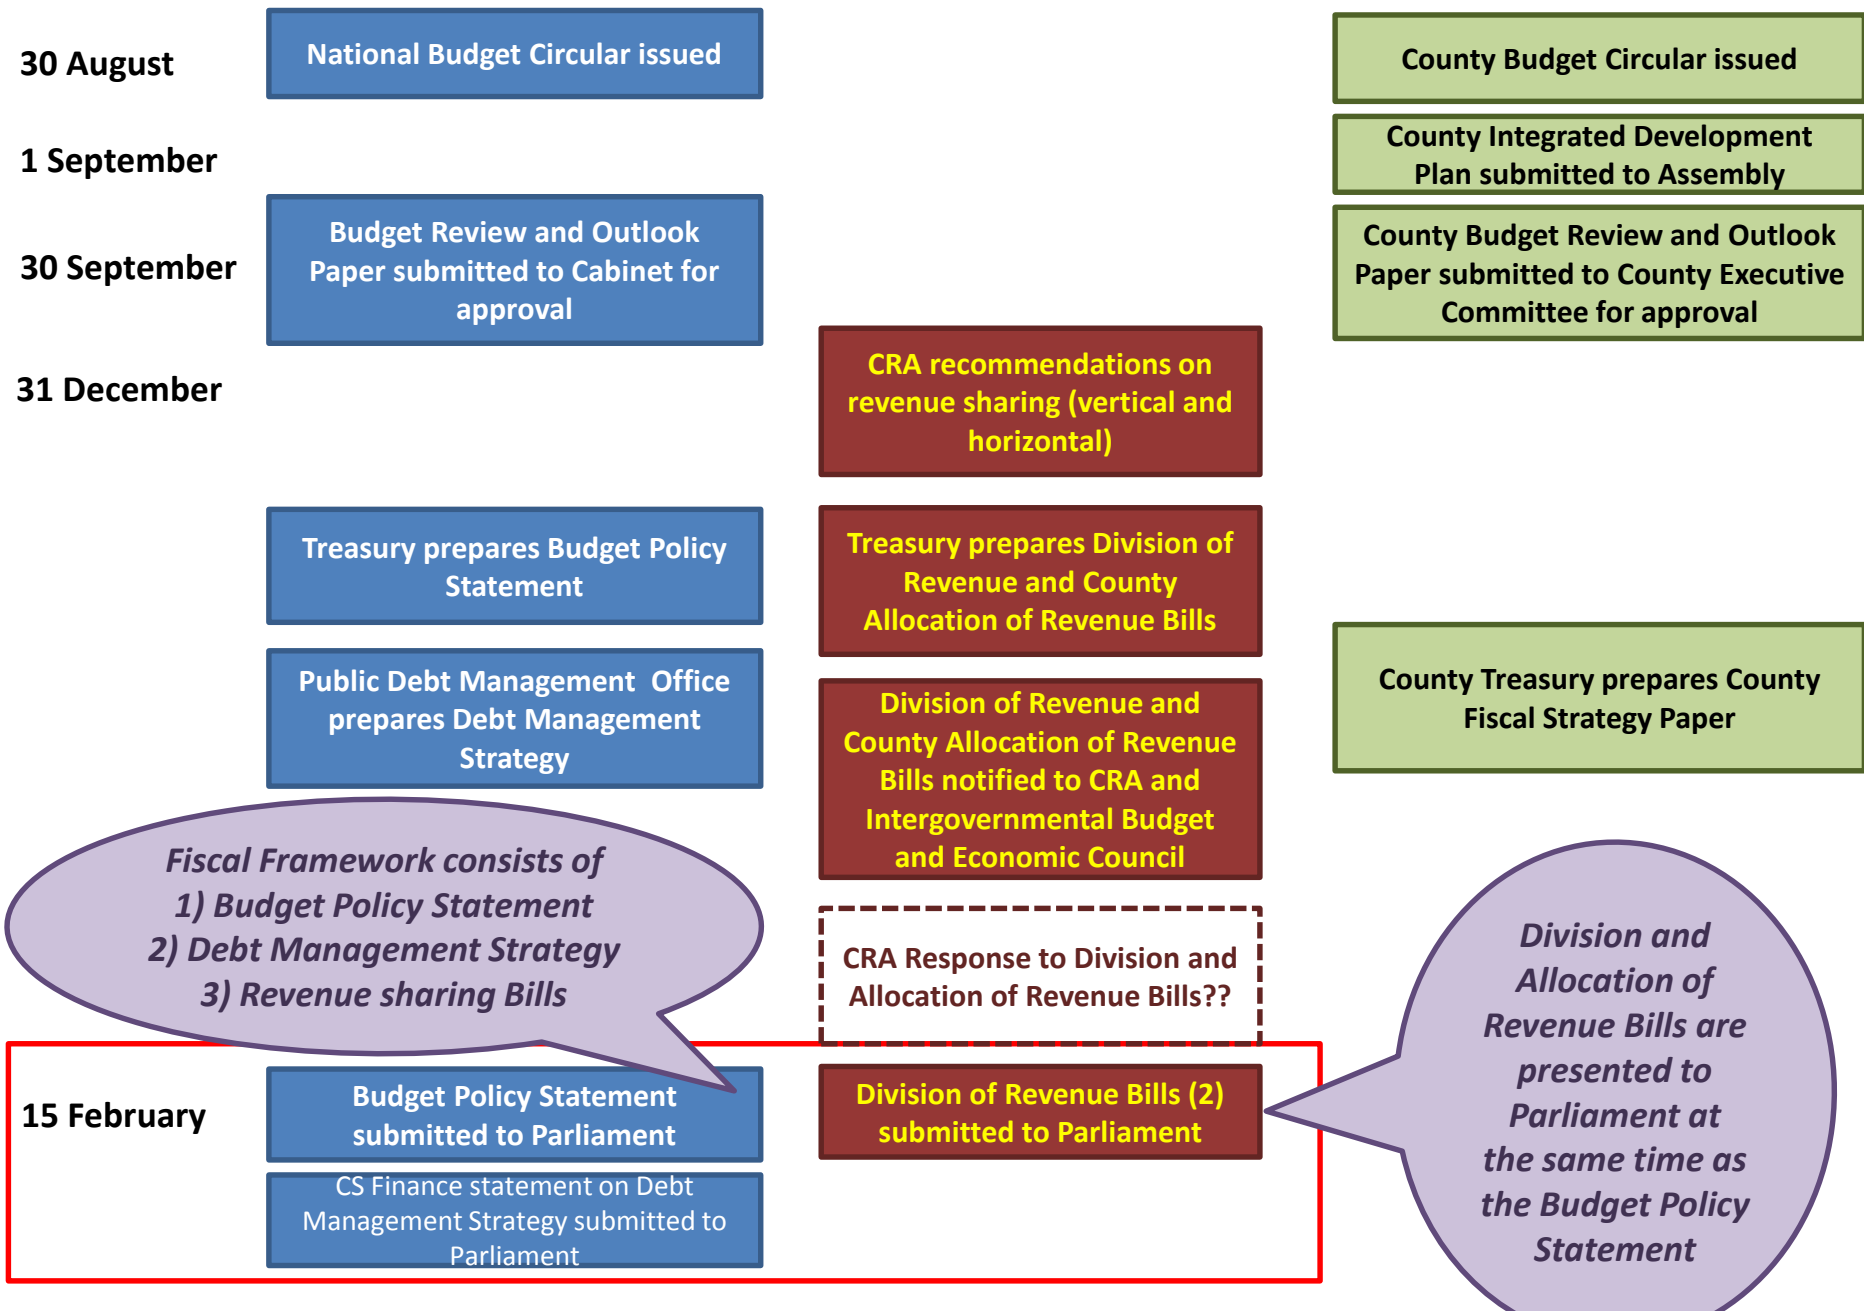 30 August
National Budget Circular issued
County Budget Circular issued
1 September
County Integrated Development
Plan submitted to Assembly
30 September
Budget Review and Outlook
Paper submitted to Cabinet for
approval
County Budget Review and Outlook
Paper submitted to County Executive
Committee for approval
31 December
CRA recommendations on
revenue sharing (vertical and
horizontal)
Treasury prepares Budget Policy
Statement
Treasury prepares Division of
Revenue and County
Allocation of Revenue Bills
Public Debt Management  Office
prepares Debt Management
Strategy
Division of Revenue and
County Allocation of Revenue
Bills notified to CRA and
Intergovernmental Budget
and Economic Council
County Treasury prepares County
Fiscal Strategy Paper
Fiscal Framework consists of
1) Budget Policy Statement
2) Debt Management Strategy
3) Revenue sharing Bills
CRA Response to Division and
Allocation of Revenue Bills??
Division and
Allocation of
Revenue Bills are
presented to
Parliament at
the same time as
the Budget Policy
Statement
15 February
Budget Policy Statement
submitted to Parliament
Division of Revenue Bills (2)
submitted to Parliament
CS Finance statement on Debt
Management Strategy submitted to
Parliament